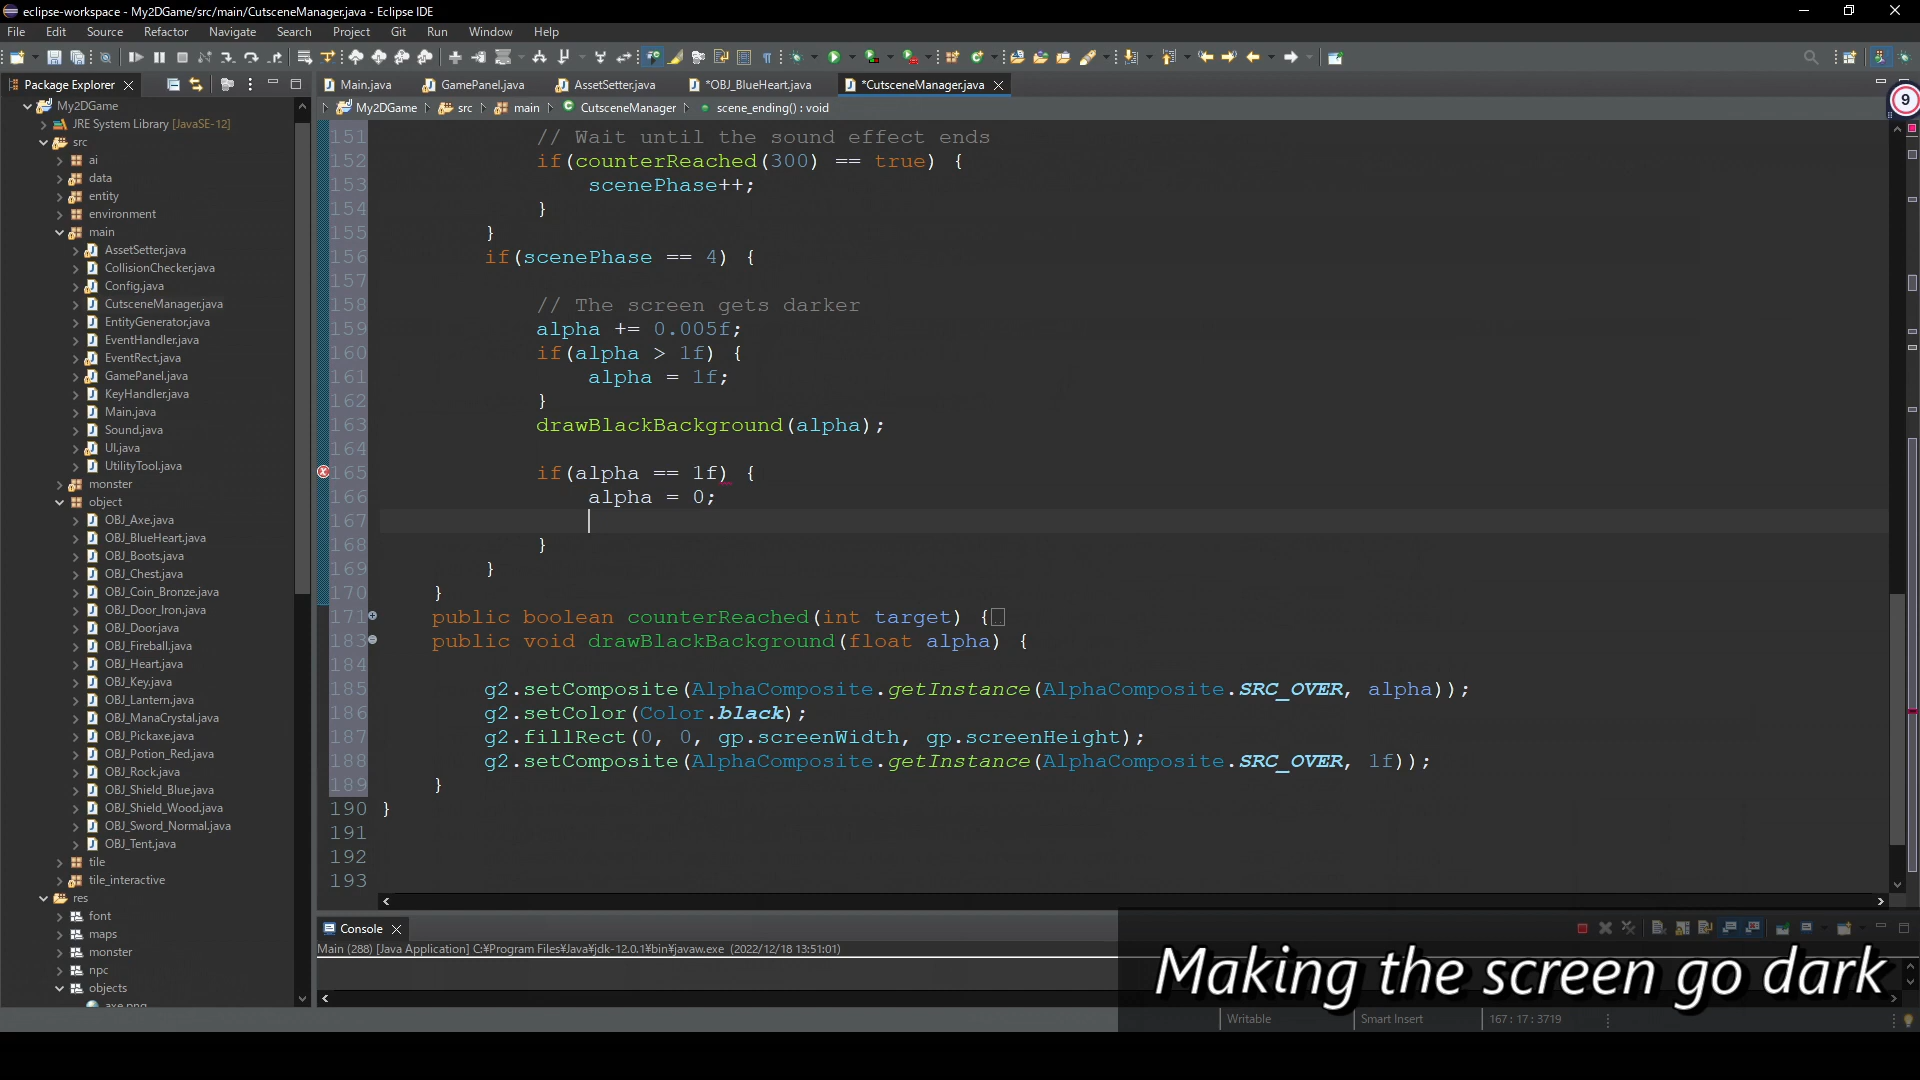 eclipse-workspace - My2DGame/src/main/CutsceneManager.java - Eclipse IDE
File Edit Source Refactor Navigate Search Project Git Run Window Help
Package Explorer
Main.java GamePanel.java AssetSetter.java *OBJ_BlueHeart.java *CutsceneManager.java
My2DGame src main CutsceneManager scene_ending() : void
9
My2DGame
JRE System Library [JavaSE-12]
src
ai
data
entity
environment
main
AssetSetter.java
CollisionChecker.java
Config.java
CutsceneManager.java
EntityGenerator.java
EventHandler.java
EventRect.java
GamePanel.java
KeyHandler.java
Main.java
Sound.java
UI.java
UtilityTool.java
monster
object
OBJ_Axe.java
OBJ_BlueHeart.java
OBJ_Boots.java
OBJ_Chest.java
OBJ_Coin_Bronze.java
OBJ_Door_Iron.java
OBJ_Door.java
OBJ_Fireball.java
OBJ_Heart.java
OBJ_Key.java
OBJ_Lantern.java
OBJ_ManaCrystal.java
OBJ_Pickaxe.java
OBJ_Potion_Red.java
OBJ_Rock.java
OBJ_Shield_Blue.java
OBJ_Shield_Wood.java
OBJ_Sword_Normal.java
OBJ_Tent.java
tile
tile_interactive
res
font
maps
monster
npc
objects
axe.png
151 // Wait until the sound effect ends
152 if(counterReached(300) == true) {
153 scenePhase++;
154 }
155 }
156 if(scenePhase == 4) {
157
158 // The screen gets darker
159 alpha += 0.005f;
160 if(alpha > 1f) {
161 alpha = 1f;
162 }
163 drawBlackBackground(alpha);
164
165 if(alpha == 1f) {
166 alpha = 0;
167
168 }
169 }
170 }
171 public boolean counterReached(int target) {
183 public void drawBlackBackground(float alpha) {
184
185 g2.setComposite(AlphaComposite.getInstance(AlphaComposite.SRC_OVER, alpha));
186 g2.setColor(Color.black);
187 g2.fillRect(0, 0, gp.screenWidth, gp.screenHeight);
188 g2.setComposite(AlphaComposite.getInstance(AlphaComposite.SRC_OVER, 1f));
189 }
190 }
191
192
193
Console
Main (288) [Java Application] C:¥Program Files¥Java¥jdk-12.0.1¥bin¥javaw.exe (2022/12/18 13:51:01)
Making the screen go dark
Writable Smart Insert 167 : 17 : 3719